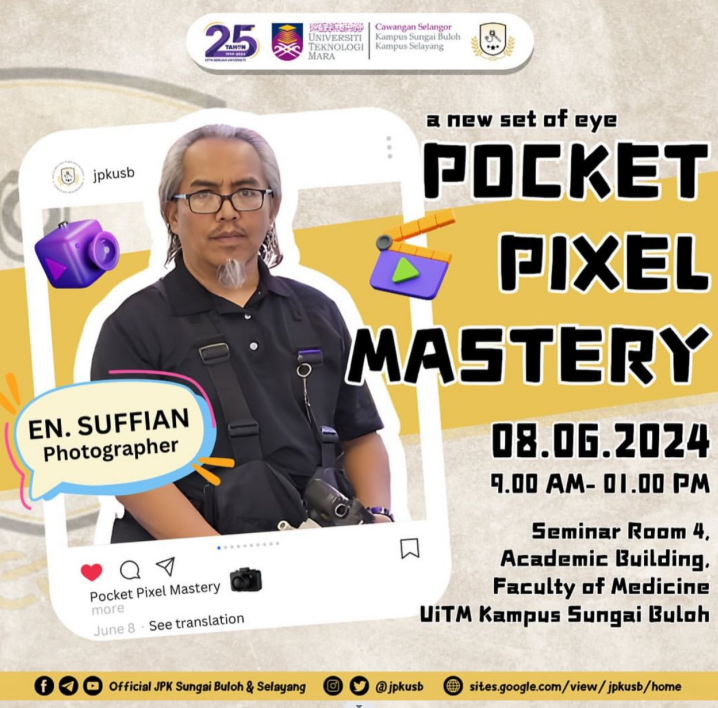 25
TAHUN
1999-2024
UNIVERSITI
TEKNOLOGI
MARA
Cawangan Selangor
Kampus Sungai Buloh
Kampus Selayang
jpkusb
a new set of eye
POCKET
PIXEL
MASTERY
EN. SUFFIAN
Photographer
08.06.2024
9.00 AM- 01.00 PM
Seminar Room 4,
Academic Building,
Faculty of Medicine
UiTM Kampus Sungai Buloh
Pocket Pixel Mastery
more
June 8 · See translation
Official JPK Sungai Buloh & Selayang @jpkusb sites.google.com/view/jpkusb/home